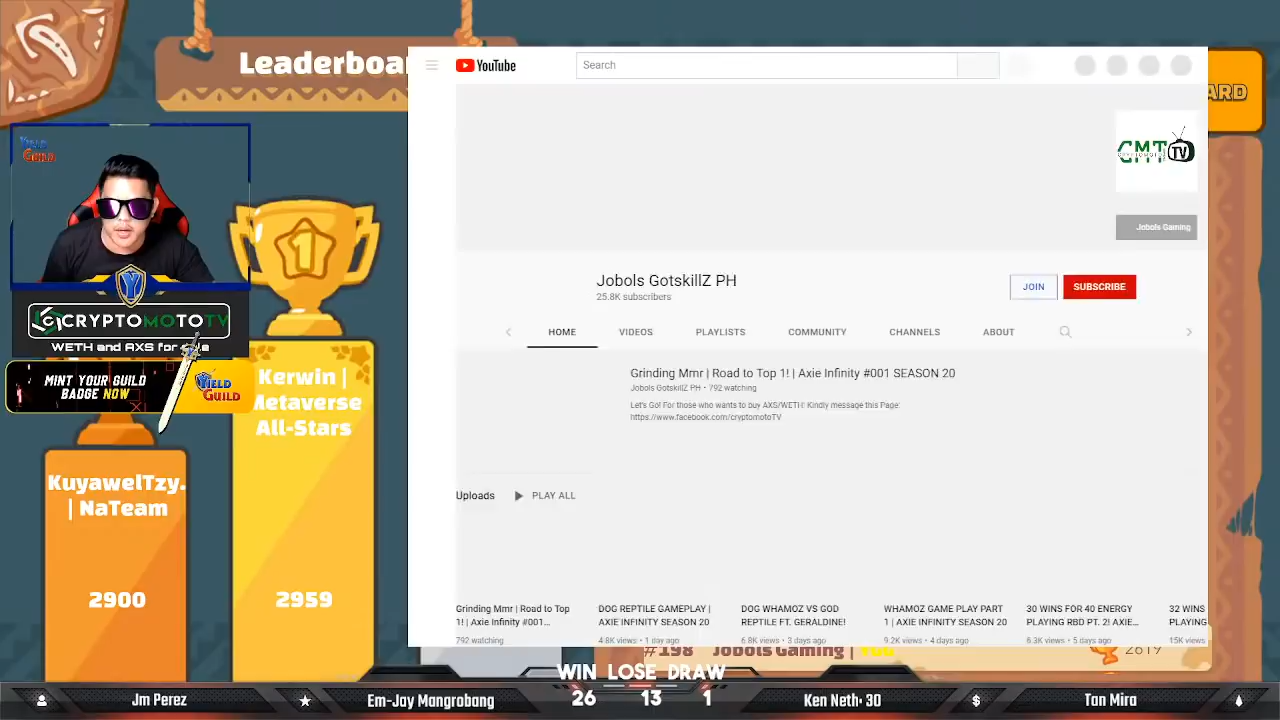 Leaderboa
YouTube
Search
ARD
YIELD
GUILD
CMT
TV
Jobols Gaming
Jobols GotskillZ PH
25.8K subscribers
JOIN
SUBSCRIBE
HOME
VIDEOS
PLAYLISTS
COMMUNITY
CHANNELS
ABOUT
1
CRYPTOMOTOTV
WETH and AXS for
MINT YOUR GUILD
BADGE NOW
YIELD
GUILD
Kerwin |
Metaverse
All-Stars
2959
KuyawelTzy.
| NaTeam
2900
Grinding Mmr | Road to Top 1! | Axie Infinity #001 SEASON 20
Jobols GotskillZ PH • 792 watching
Let's Go! For those who wants to buy AXS/WETH! Kindly message this Page:
https://www.facebook.com/cryptomotoTV
Uploads
PLAY ALL
Grinding Mmr | Road to Top
1! | Axie Infinity #001...
792 watching
DOG REPTILE GAMEPLAY |
AXIE INFINITY SEASON 20
4.8K views • 1 day ago
DOG WHAMOZ VS GOD
REPTILE FT. GERALDINE!
6.8K views • 3 days ago
WHAMOZ GAME PLAY PART
1 | AXIE INFINITY SEASON 20
9.2K views • 4 days ago
30 WINS FOR 40 ENERGY
PLAYING RBD PT. 2! AXIE...
6.3K views • 5 days ago
32 WINS
PLAYING
15K views
#198 Jobols Gaming |
2619
WIN LOSE DRAW
26 13 1
Jm Perez
Em-Jay Mangrobang
Ken Neth: 30
Tan Mira